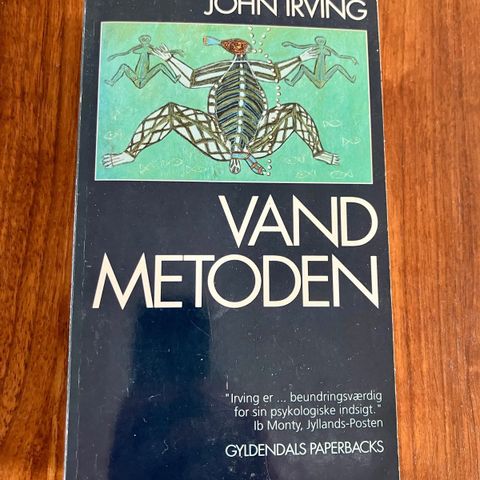 JOHN IRVING
VAND
METODEN
"Irving er ... beundringsværdig
for sin psykologiske indsigt."
Ib Monty, Jyllands-Posten
GYLDENDALS PAPERBACKS